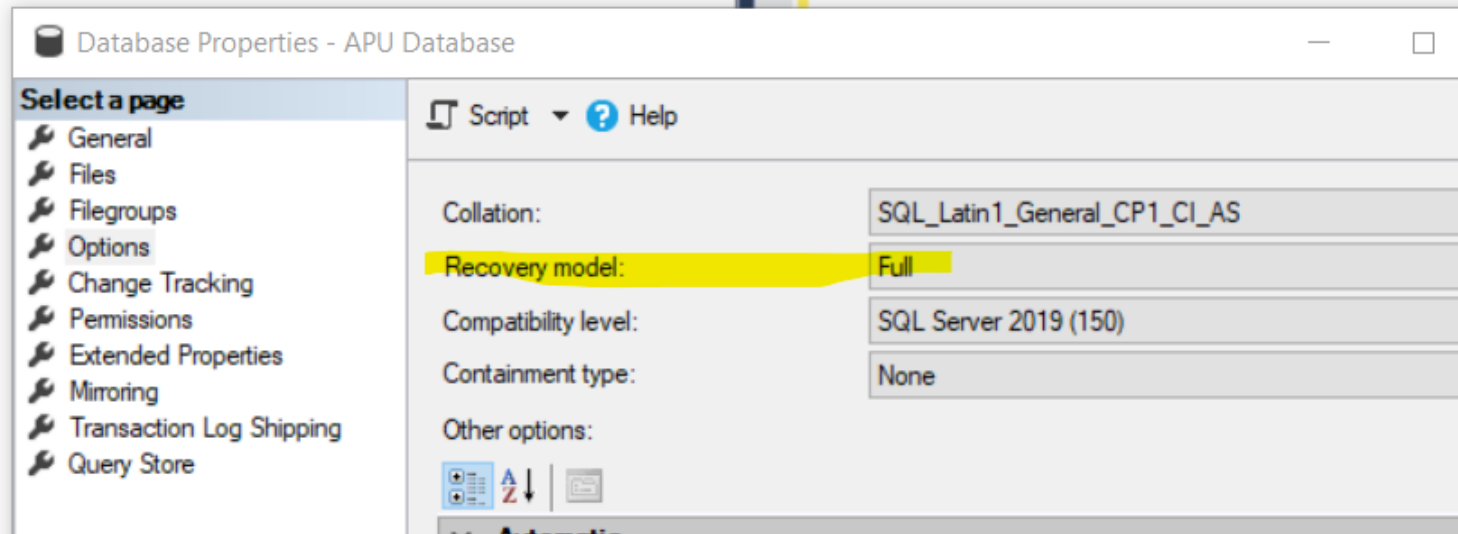 Database Properties - APU Database
Select a page
General
Files
Filegroups
Options
Change Tracking
Permissions
Extended Properties
Mirroring
Transaction Log Shipping
Query Store
Script
Help
Collation: SQL_Latin1_General_CP1_CI_AS
Recovery model: Full
Compatibility level: SQL Server 2019 (150)
Containment type: None
Other options: